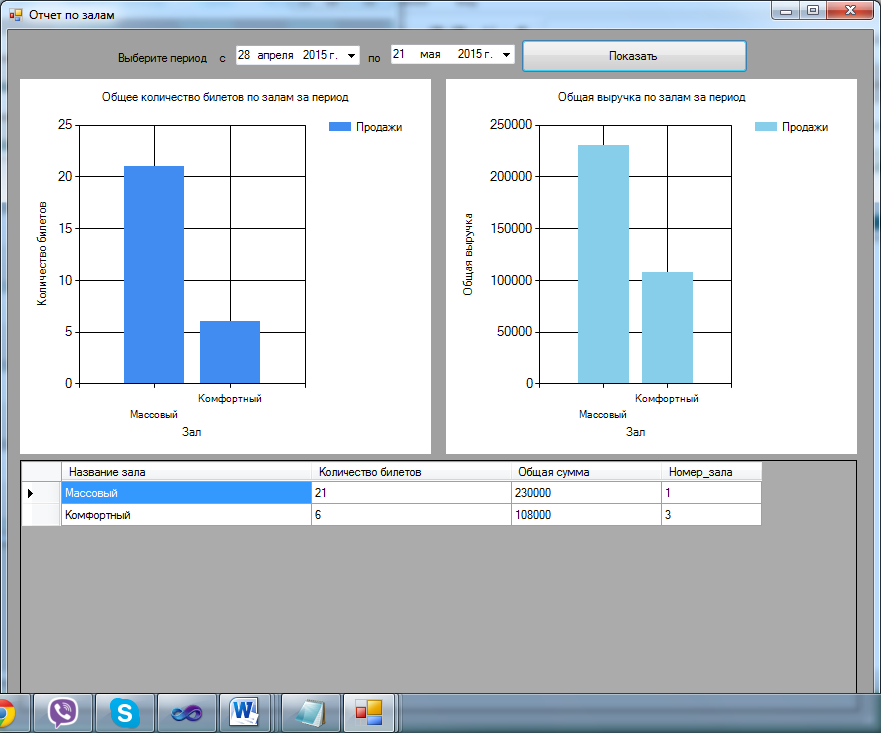 Отчет по залам
Выберите период с 28 апреля 2015 г. по 21 мая 2015 г. Показать
Общее количество билетов по залам за период
Продажи
Количество билетов
25
20
15
10
5
0
Комфортный
Массовый
Зал
Общая выручка по залам за период
Продажи
Общая выручка
250000
200000
150000
100000
50000
0
Комфортный
Массовый
Зал
Название зала Количество билетов Общая сумма Номер_зала
Массовый 21 230000 1
Комфортный 6 108000 3